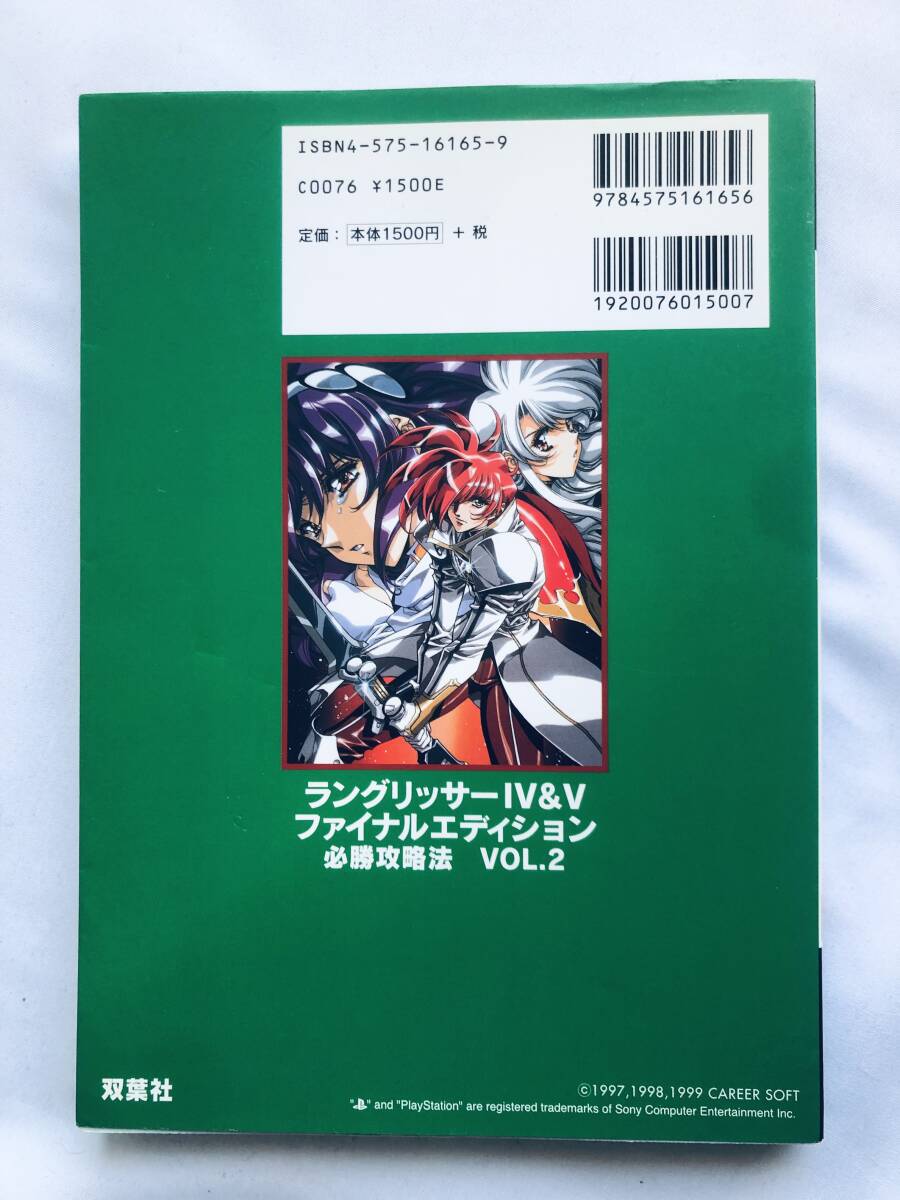 ISBN4-575-16165-9
C0076 ¥1500E
定価：本体1500円 + 税
9784575161656
1920076015007
ラングリッサーIV&V
ファイナルエディション
必勝攻略法 VOL.2
双葉社
©1997,1998,1999 CAREER SOFT
"PS" and "PlayStation" are registered trademarks of Sony Computer Entertainment Inc.